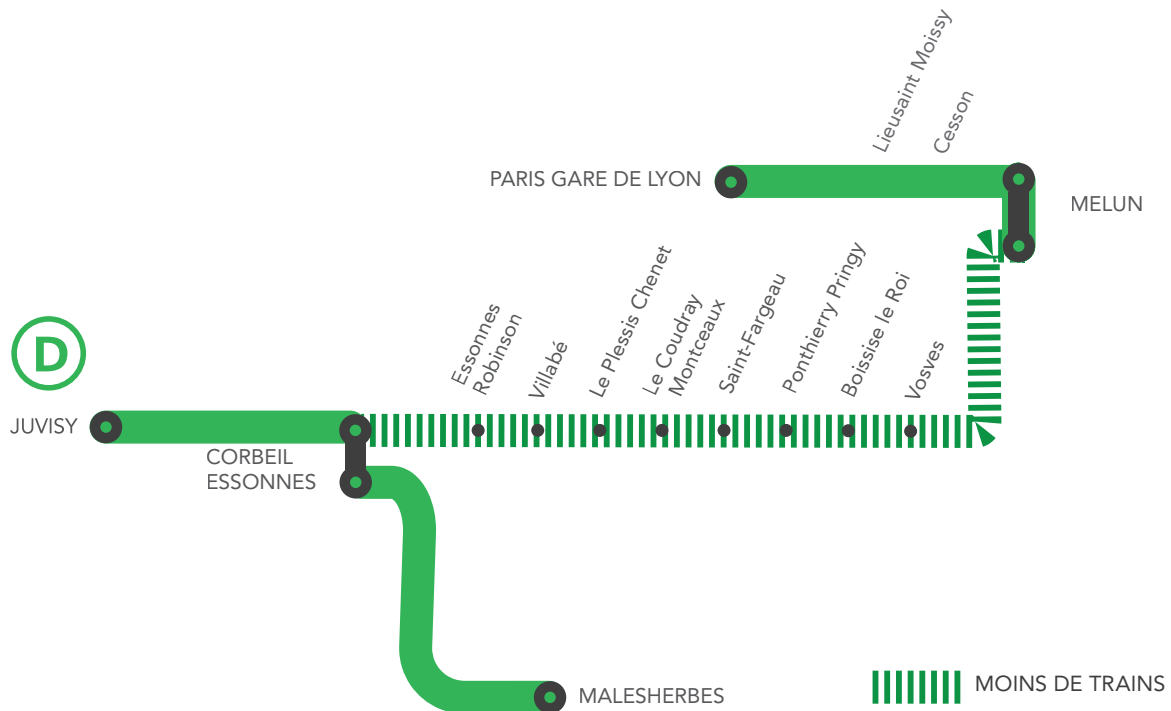 Lieusaint Moissy
Cesson
PARIS GARE DE LYON
MELUN
D
JUVISY
CORBEIL
ESSONNES
Essonnes
Robinson
Villabé
Le Plessis Chenet
Le Coudray
Montceaux
Saint-Fargeau
Ponthierry Pringy
Boissise le Roi
Vosves
MALESHERBES
MOINS DE TRAINS